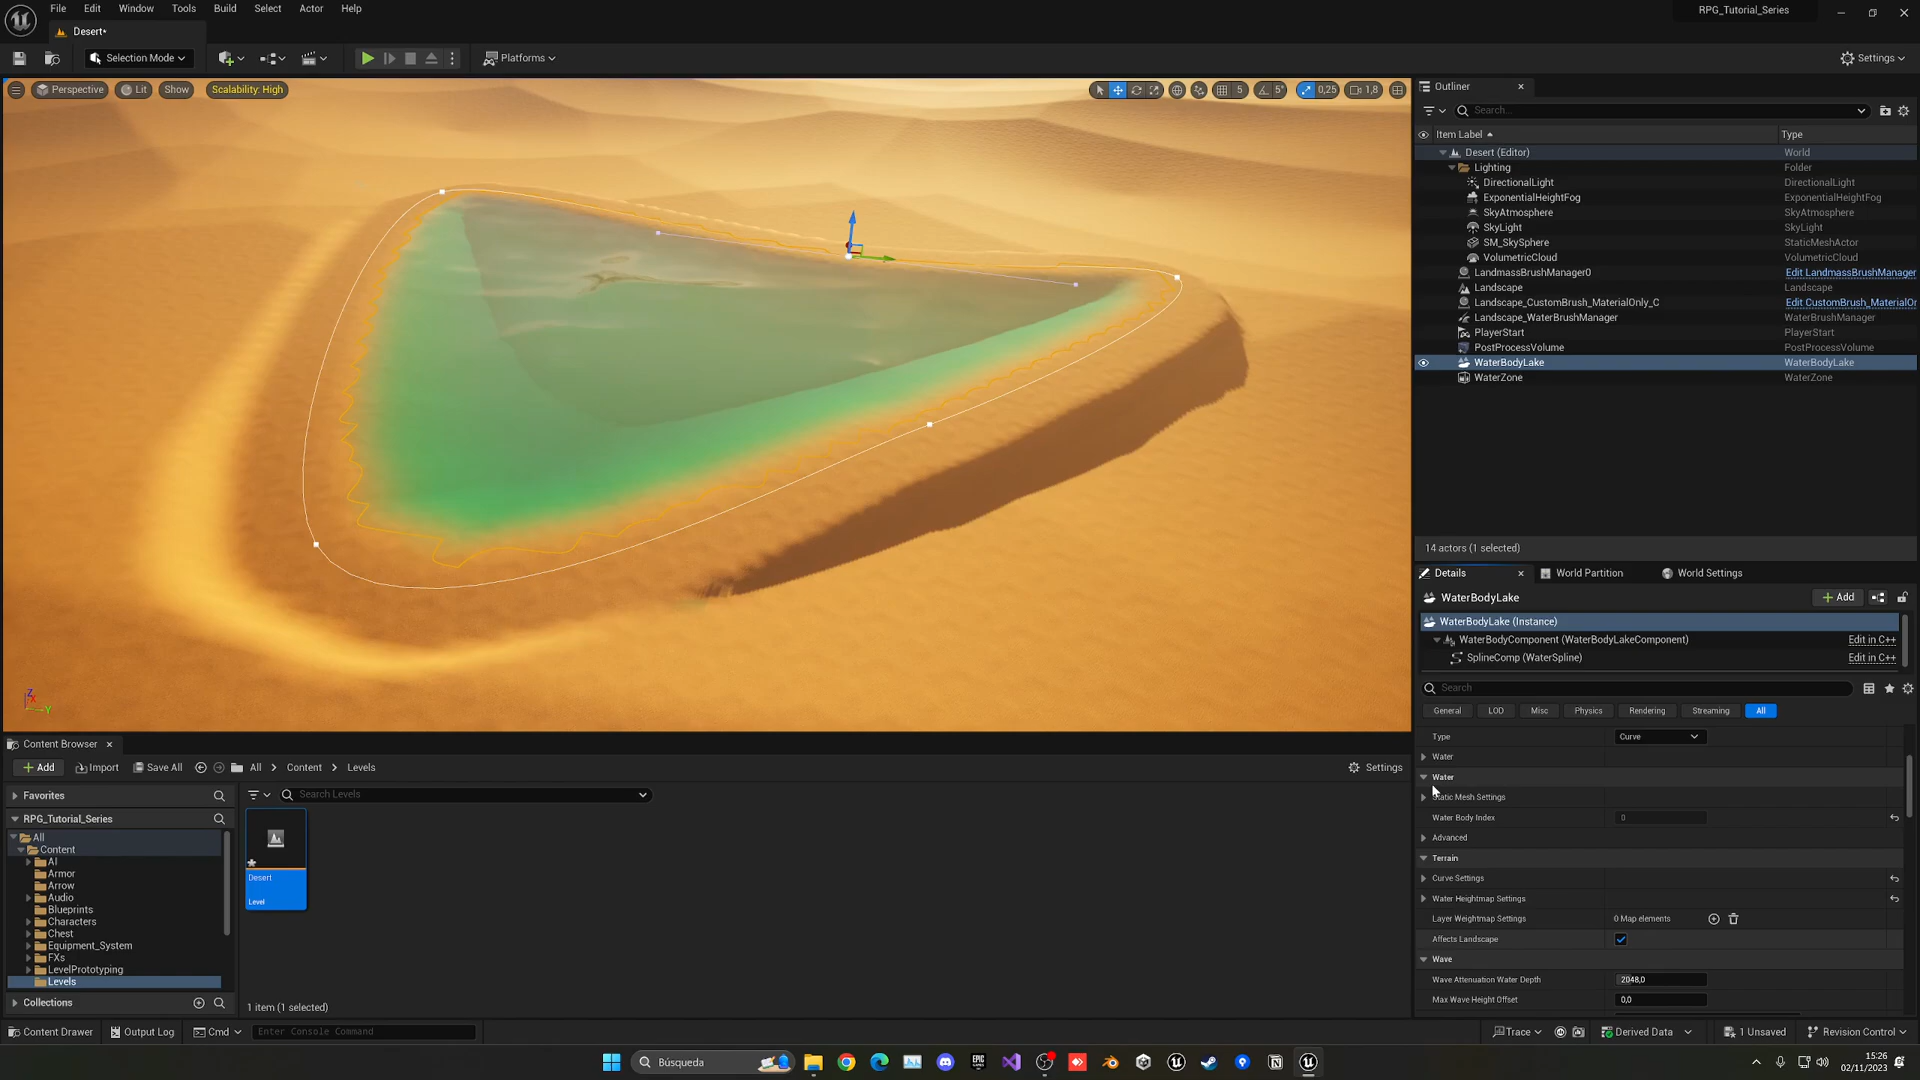 File Edit Window Tools Build Select Actor Help
RPG_Tutorial_Series
Desert*
Selection Mode
Platforms
Settings
Perspective Lit Show Scalability: High
5 5° 0,25 1,8
Outliner
Search...
Item Label Type
Desert (Editor) World
Lighting Folder
DirectionalLight DirectionalLight
ExponentialHeightFog ExponentialHeightFog
SkyAtmosphere SkyAtmosphere
SkyLight SkyLight
SM_SkySphere StaticMeshActor
VolumetricCloud VolumetricCloud
LandmassBrushManager0 Edit LandmassBrushManager
Landscape Landscape
Landscape_CustomBrush_MaterialOnly_C Edit CustomBrush_MaterialOr
Landscape_WaterBrushManager WaterBrushManager
PlayerStart PlayerStart
PostProcessVolume PostProcessVolume
WaterBodyLake WaterBodyLake
WaterZone WaterZone
14 actors (1 selected)
Details World Partition World Settings
WaterBodyLake
Add
WaterBodyLake (Instance)
WaterBodyComponent (WaterBodyLakeComponent) Edit in C++
SplineComp (WaterSpline) Edit in C++
Search
General LOD Misc Physics Rendering Streaming All
Type Curve
Water
Water
Static Mesh Settings
Water Body Index 0
Advanced
Terrain
Curve Settings
Water Heightmap Settings
Layer Weightmap Settings 0 Map elements
Affects Landscape
Wave
Wave Attenuation Water Depth 2048,0
Max Wave Height Offset 0,0
Z X Y
Content Browser
Add Import Save All All Content Levels Settings
Favorites
RPG_Tutorial_Series
All
Content
AI
Armor
Arrow
Audio
Blueprints
Characters
Chest
Equipment_System
FXs
LevelPrototyping
Levels
Collections
Search Levels
Desert
Level
1 item (1 selected)
Content Drawer Output Log Cmd Enter Console Command
Trace Derived Data 1 Unsaved Revision Control
Búsqueda
EPIC
15:26
02/11/2023